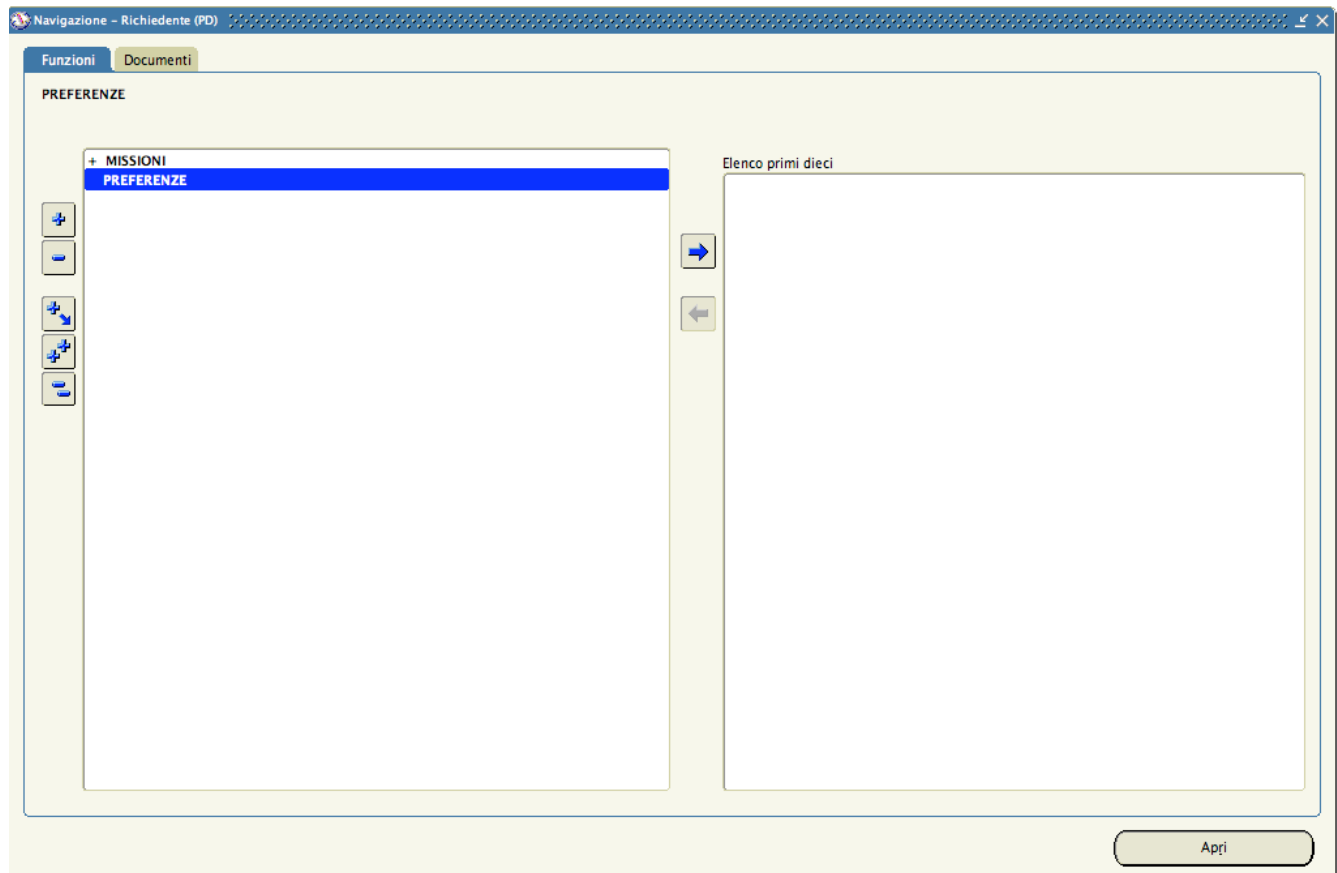 Navigazione – Richiedente (PD)
Funzioni
Documenti
PREFERENZE
+ MISSIONI
PREFERENZE
Elenco primi dieci
Apri